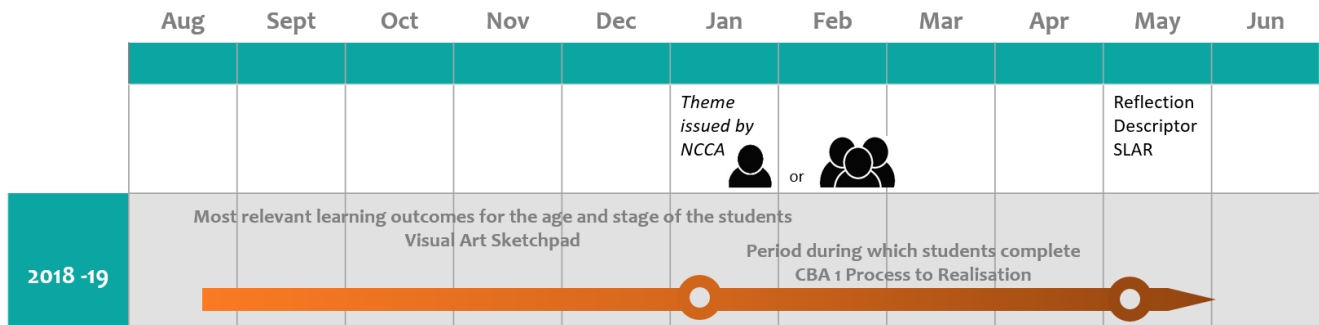 Aug Sept Oct Nov Dec Jan Feb Mar Apr May Jun
Theme
issued by
NCCA
or
Reflection
Descriptor
SLAR
2018 -19
Most relevant learning outcomes for the age and stage of the students
Visual Art Sketchpad
Period during which students complete
CBA 1 Process to Realisation